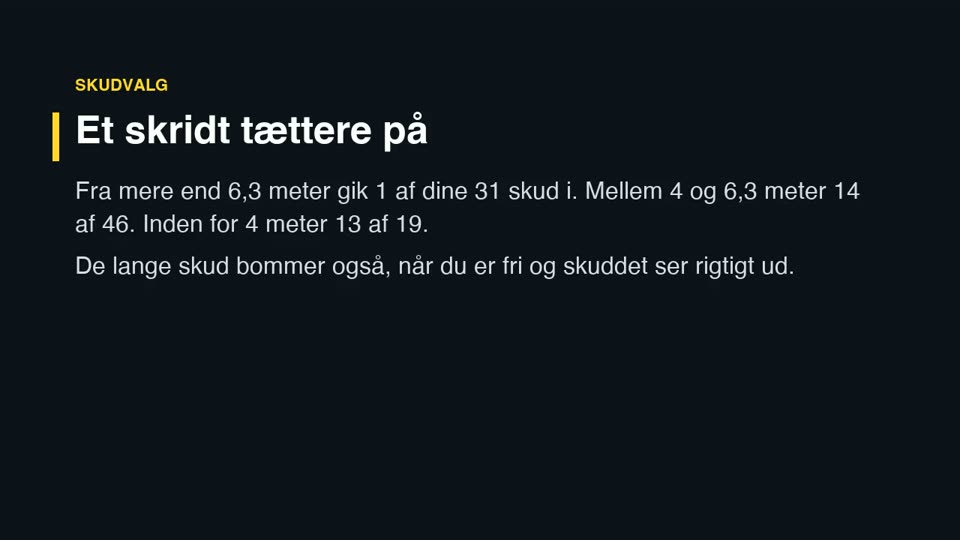 SKUDVALG
Et skridt tættere på
Fra mere end 6,3 meter gik 1 af dine 31 skud i. Mellem 4 og 6,3 meter 14
af 46. Inden for 4 meter 13 af 19.
De lange skud bommer også, når du er fri og skuddet ser rigtigt ud.